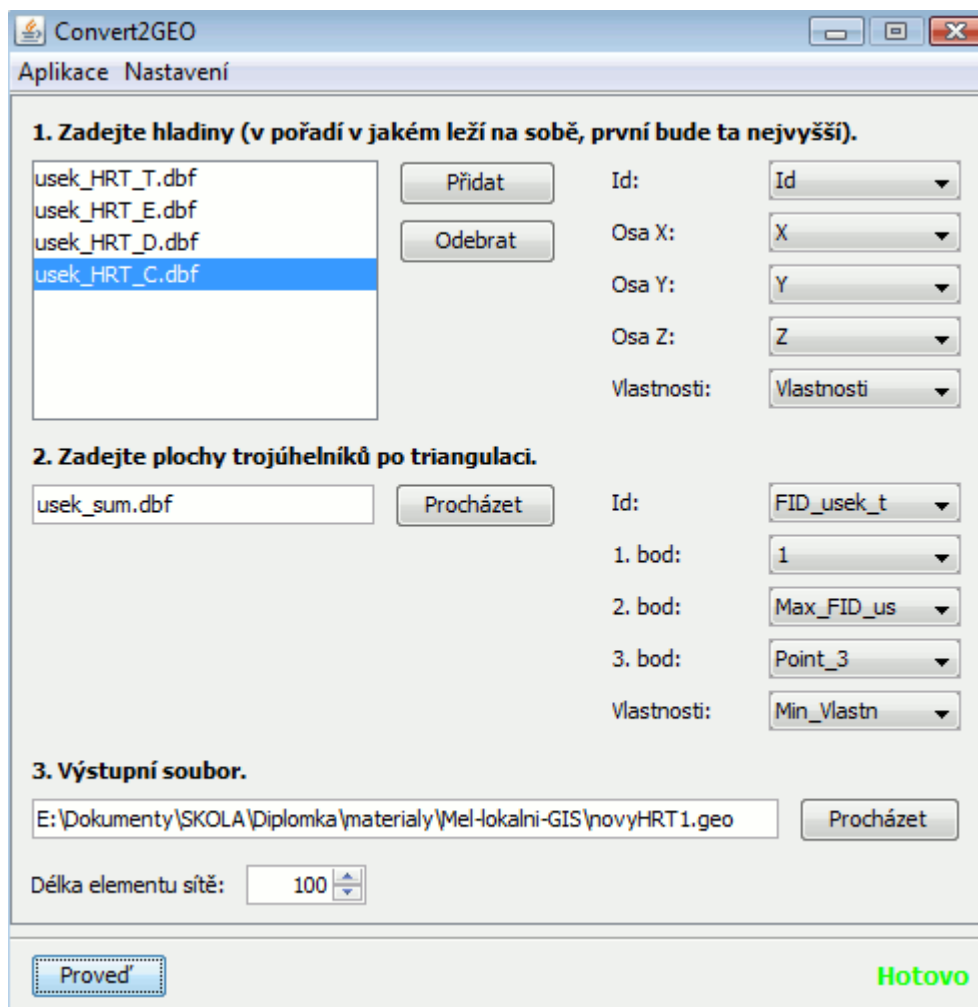 Convert2GEO
Aplikace Nastavení
1. Zadejte hladiny (v pořadí v jakém leží na sobě, první bude ta nejvyšší).
usek_HRT_T.dbf
usek_HRT_E.dbf
usek_HRT_D.dbf
usek_HRT_C.dbf
Přidat
Odebrat
Id: Id
Osa X: X
Osa Y: Y
Osa Z: Z
Vlastnosti: Vlastnosti
2. Zadejte plochy trojúhelníků po triangulaci.
usek_sum.dbf
Procházet
Id: FID_usek_t
1. bod: 1
2. bod: Max_FID_us
3. bod: Point_3
Vlastnosti: Min_Vlastn
3. Výstupní soubor.
E:\Dokumenty\SKOLA\Diplomka\materialy\Mel-lokalni-GIS\novyHRT1.geo Procházet
Délka elementu sítě: 100
Proveď Hotovo